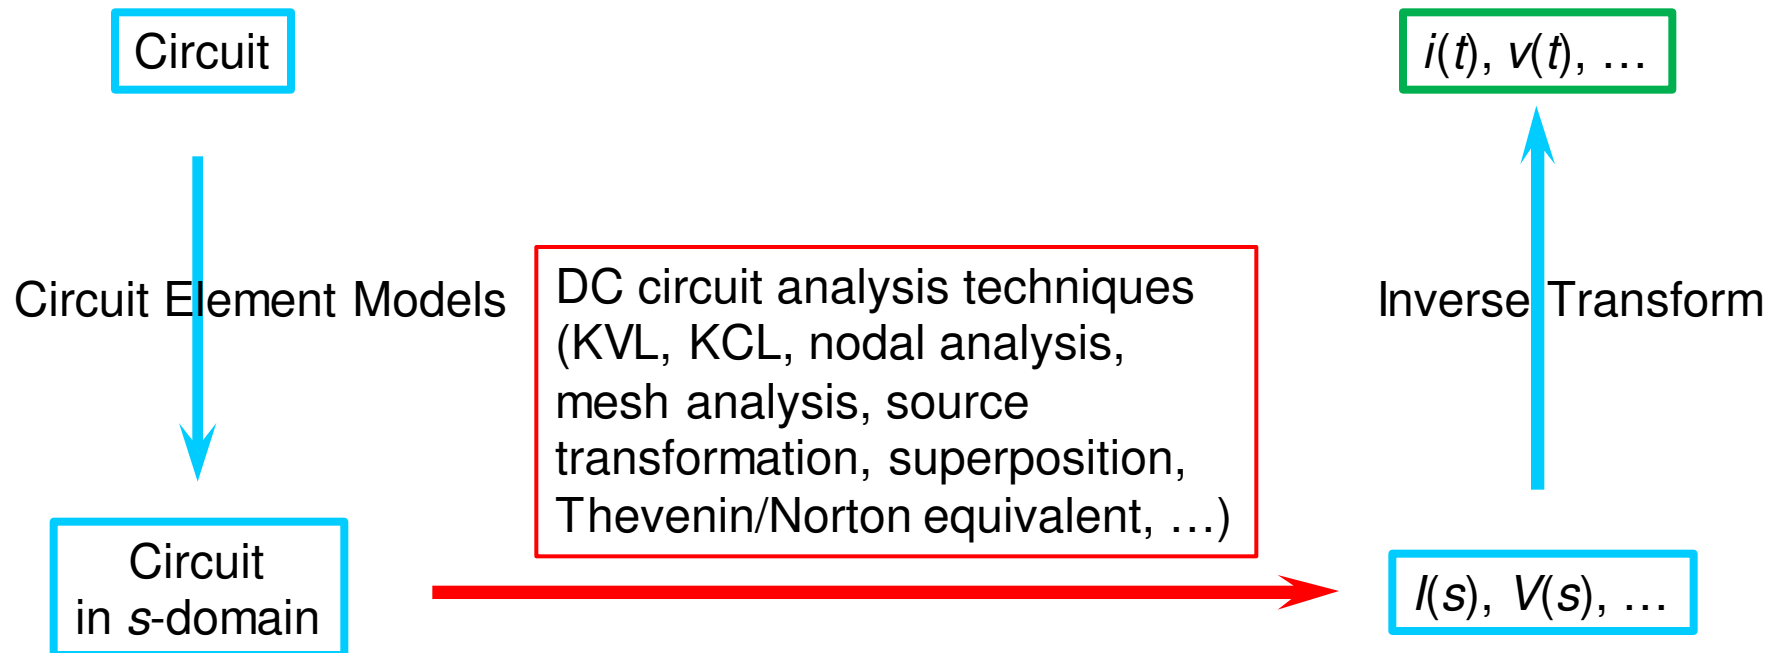 Circuit
i(t), v(t), …
Circuit Element Models
DC circuit analysis techniques
(KVL, KCL, nodal analysis,
mesh analysis, source
transformation, superposition,
Thevenin/Norton equivalent, …)
Inverse Transform
Circuit
in s-domain
I(s), V(s), …